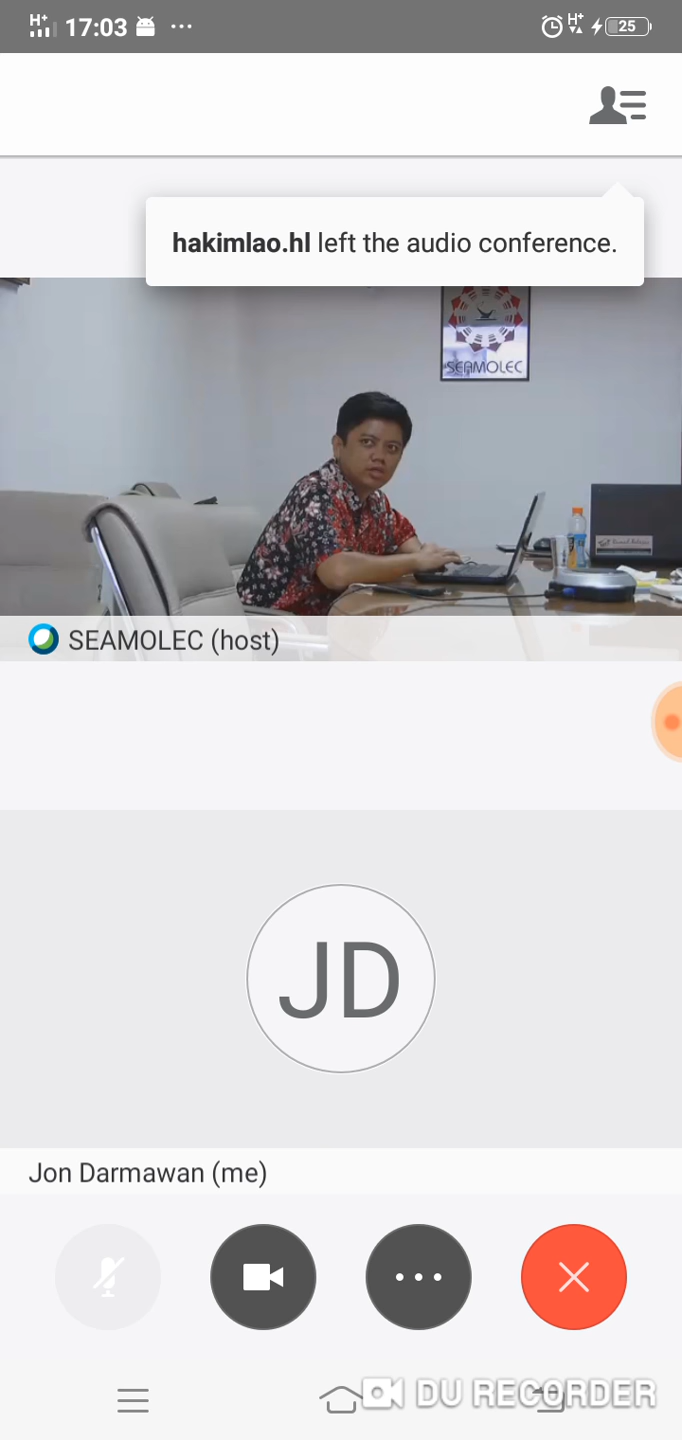 H+ 17:03 ... H+ 25
hakimlao.hl left the audio conference.
SEAMOLEC
SEAMOLEC (host)
JD
Jon Darmawan (me)
DU RECORDER